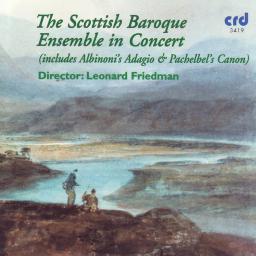 The Scottish Baroque
Ensemble in Concert
(includes Albinoni's Adagio & Pachelbel's Canon)
Director: Leonard Friedman
crd
3419